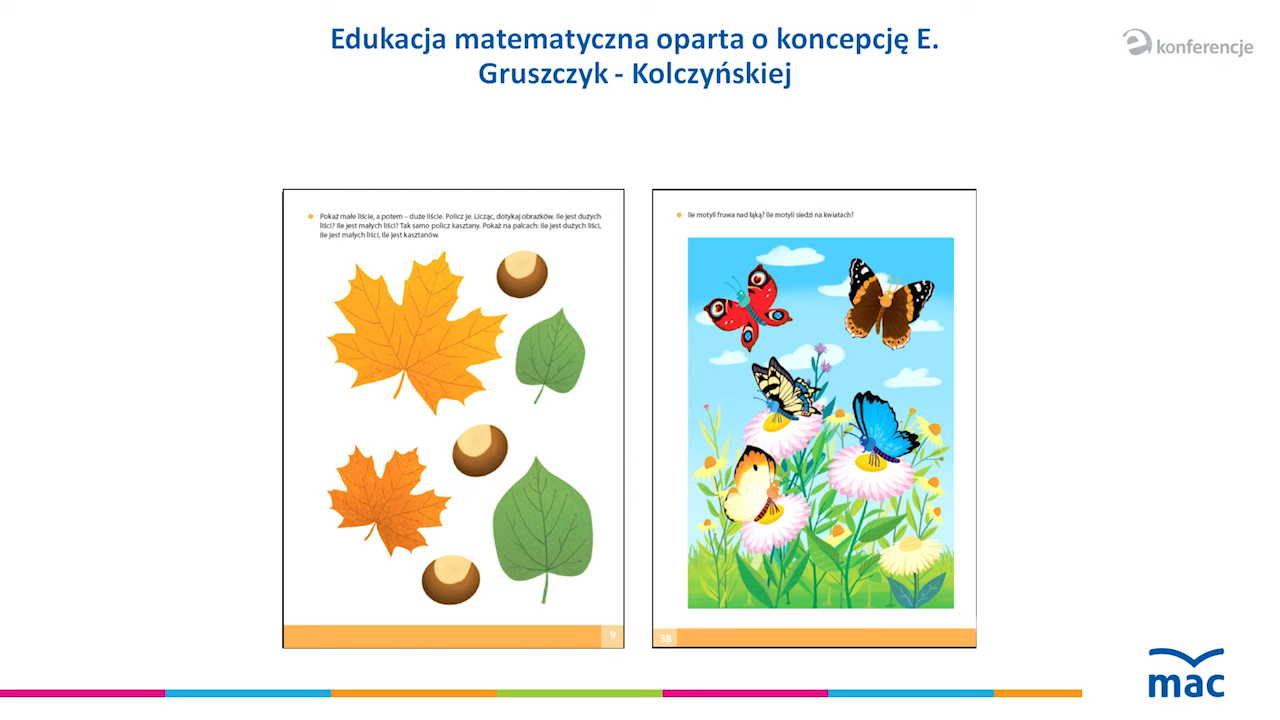 Edukacja matematyczna oparta o koncepcję E.
Gruszczyk - Kolczyńskiej
e konferencje
Pokaż małe liście, a potem – duże liście. Policz je. Licząc, dotykaj obrazków. Ile jest dużych
liści? Ile jest małych liści? Tak samo policz kasztany. Pokaż na palcach: ile jest dużych liści,
ile jest małych liści, ile jest kasztanów.
9
Ile motyli fruwa nad łąką? Ile motyli siedzi na kwiatach?
38
mac